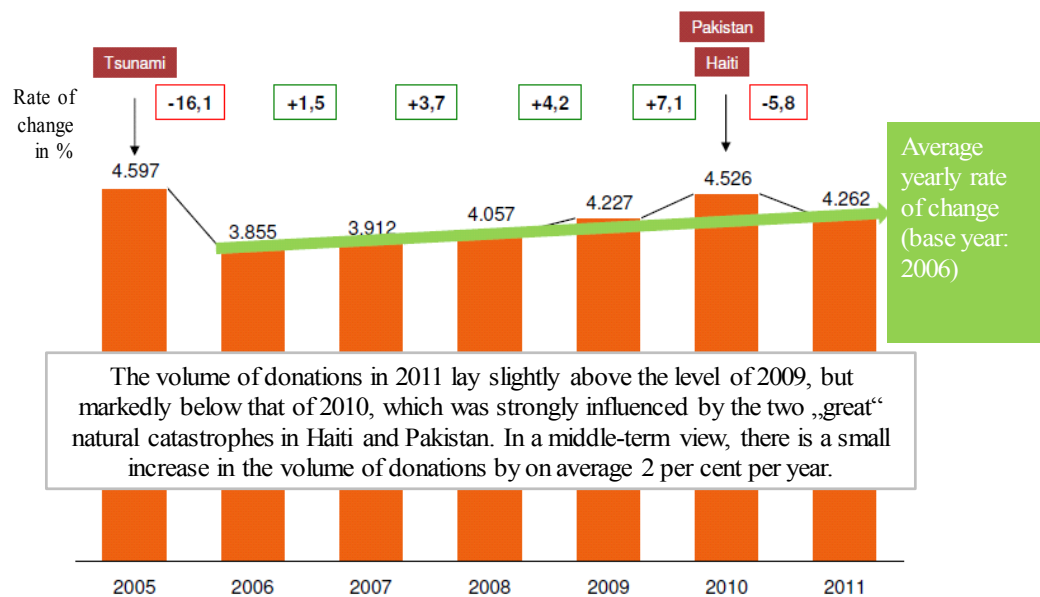 Pakistan
Tsunami
Haiti
Rate of
change
in %
-16,1
+1,5
+3,7
+4,2
+7,1
-5,8
4.597
3.855
3.912
4.057
4.227
4.526
4.262
Average
yearly rate
of change
(base year:
2006)
The volume of donations in 2011 lay slightly above the level of 2009, but
markedly below that of 2010, which was strongly influenced by the two „great“
natural catastrophes in Haiti and Pakistan. In a middle-term view, there is a small
increase in the volume of donations by on average 2 per cent per year.
2005
2006
2007
2008
2009
2010
2011